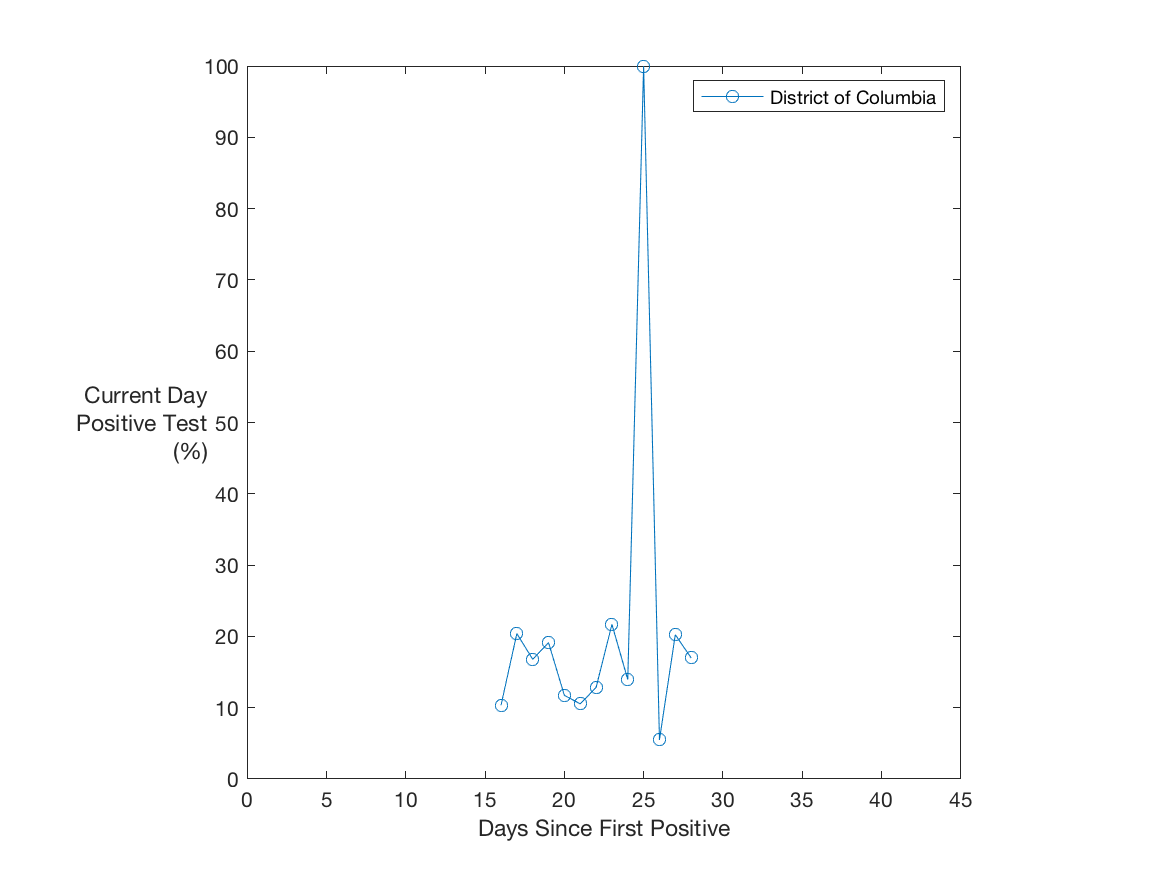 100
90
80
70
60
50
40
30
20
10
0
Current Day
Positive Test
(%)
District of Columbia
0 5 10 15 20 25 30 35 40 45
Days Since First Positive